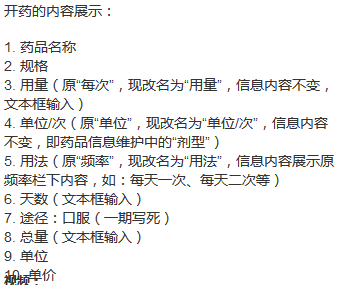 开药的内容展示：
1. 药品名称
2. 规格
3. 用量（原“每次”，现改名为“用量”，信息内容不变，
文本框输入）
4. 单位/次（原“单位”，现改名为“单位/次”，信息内容
不变，即药品信息维护中的“剂型”）
5. 用法（原“频率”，现改名为“用法”，信息内容展示原
频率栏下内容，如：每天一次、每天二次等）
6. 天数（文本框输入）
7. 途径：口服（一期写死）
8. 总量（文本框输入）
9. 单位
10. 单价
视频：